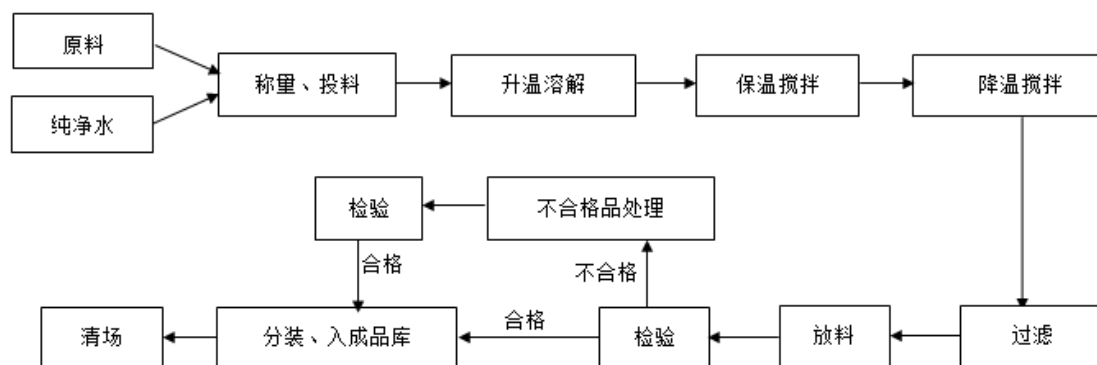 原料
纯净水
称量、投料
升温溶解
保温搅拌
降温搅拌
检验
不合格品处理
合格
不合格
清场
分装、入成品库
合格
检验
放料
过滤